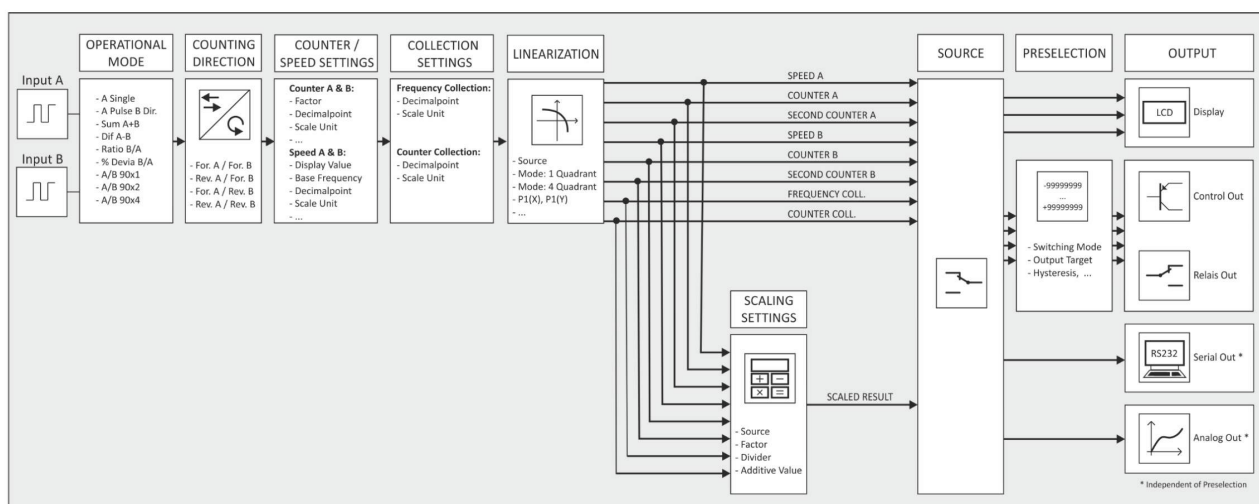 OPERATIONAL
MODE
COUNTING
DIRECTION
COUNTER /
SPEED SETTINGS
COLLECTION
SETTINGS
LINEARIZATION
SOURCE
PRESELECTION
OUTPUT
Input A
Input B
- A Single
- A Pulse B Dir.
- Sum A+B
- Dif A-B
- Ratio B/A
- % Devia B/A
- A/B 90x1
- A/B 90x2
- A/B 90x4
- For. A / For. B
- Rev. A / For. B
- For. A / Rev. B
- Rev. A / Rev. B
Counter A & B:
- Factor
- Decimalpoint
- Scale Unit
- ...
Speed A & B:
- Display Value
- Base Frequency
- Decimalpoint
- Scale Unit
- ...
Frequency Collection:
- Decimalpoint
- Scale Unit
Counter Collection:
- Decimalpoint
- Scale Unit
- Source
- Mode: 1 Quadrant
- Mode: 4 Quadrant
- P1(X), P1(Y)
- ...
SPEED A
COUNTER A
SECOND COUNTER A
SPEED B
COUNTER B
SECOND COUNTER B
FREQUENCY COLL.
COUNTER COLL.
SCALING
SETTINGS
+ −
× =
- Source
- Factor
- Divider
- Additive Value
SCALED RESULT
-99999999
...
+99999999
- Switching Mode
- Output Target
- Hysteresis, ...
LCD
Display
Control Out
Relais Out
RS232
Serial Out *
Analog Out *
* Independent of Preselection